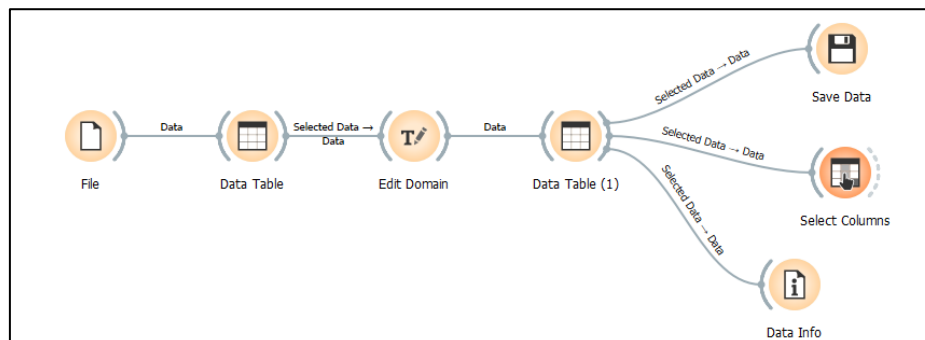 Save Data
Selected Data → Data
File
Data
Data Table
Selected Data →
Data
T
Edit Domain
Data
Data Table (1)
Selected Data → Data
Select Columns
Selected Data → Data
i
Data Info